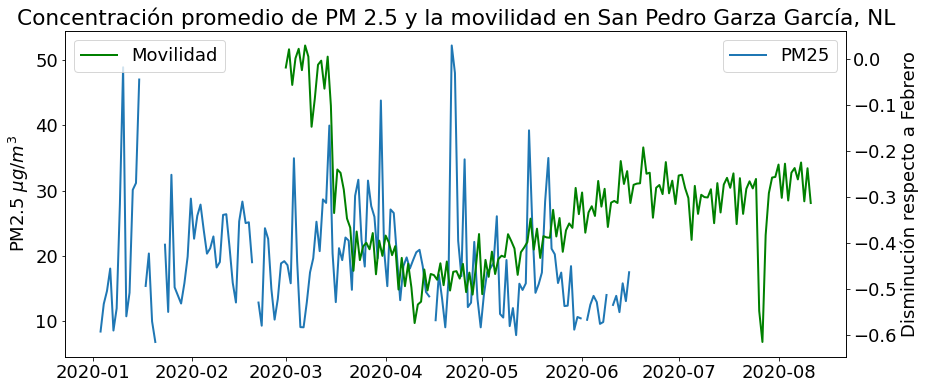 Concentración promedio de PM 2.5 y la movilidad en San Pedro Garza García, NL
Movilidad
PM25
PM2.5 μg/m³
50
40
30
20
10
0.0
−0.1
−0.2
−0.3
−0.4
−0.5
−0.6
Disminución respecto a Febrero
2020-01 2020-02 2020-03 2020-04 2020-05 2020-06 2020-07 2020-08